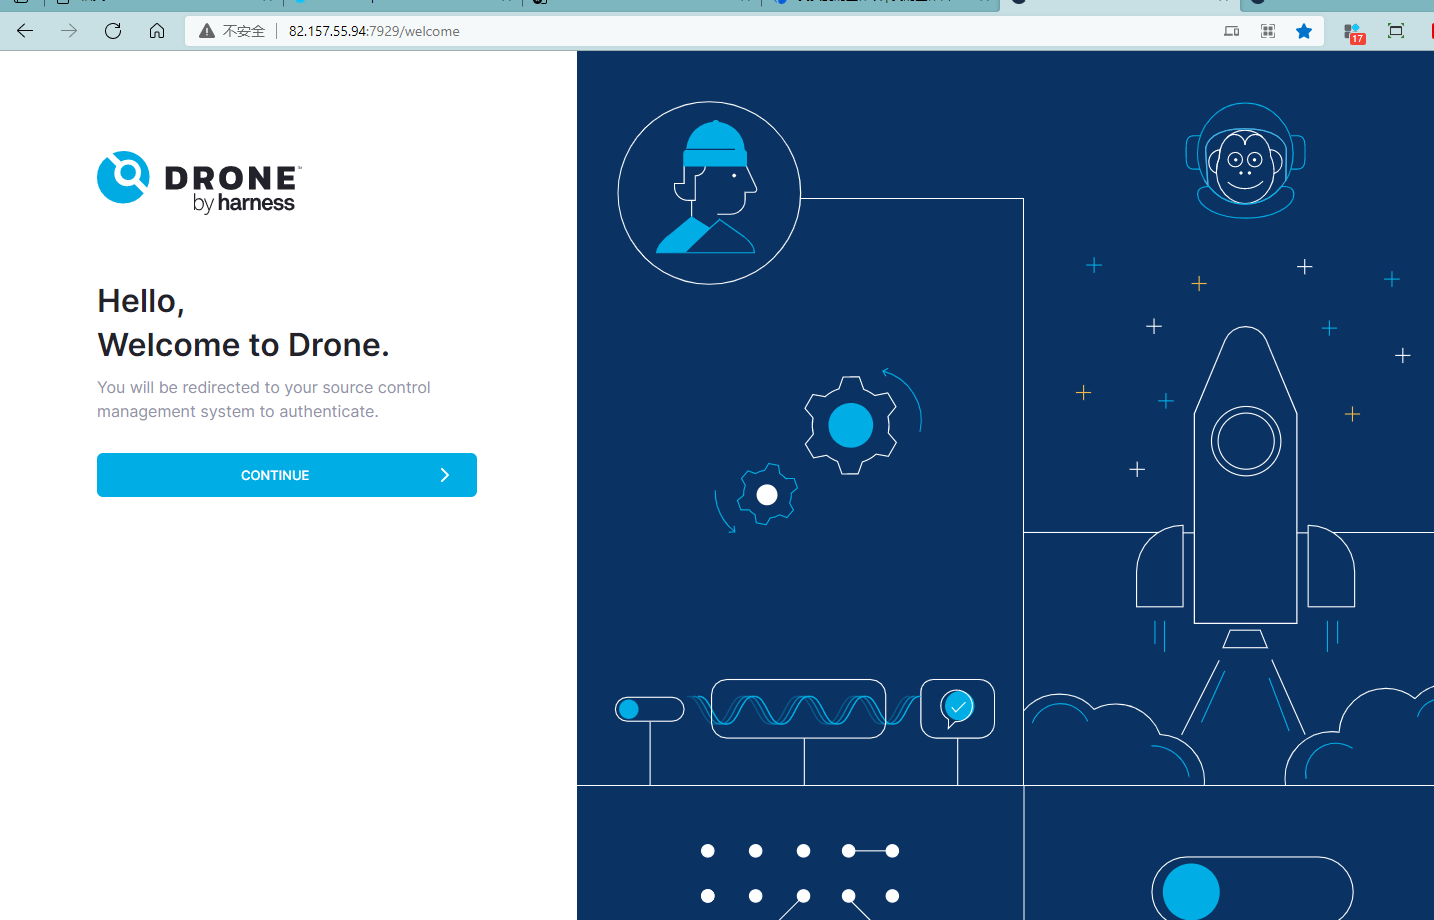 不安全
82.157.55.94:7929/welcome
17
DRONE™
by harness
Hello,
Welcome to Drone.
You will be redirected to your source control
management system to authenticate.
CONTINUE